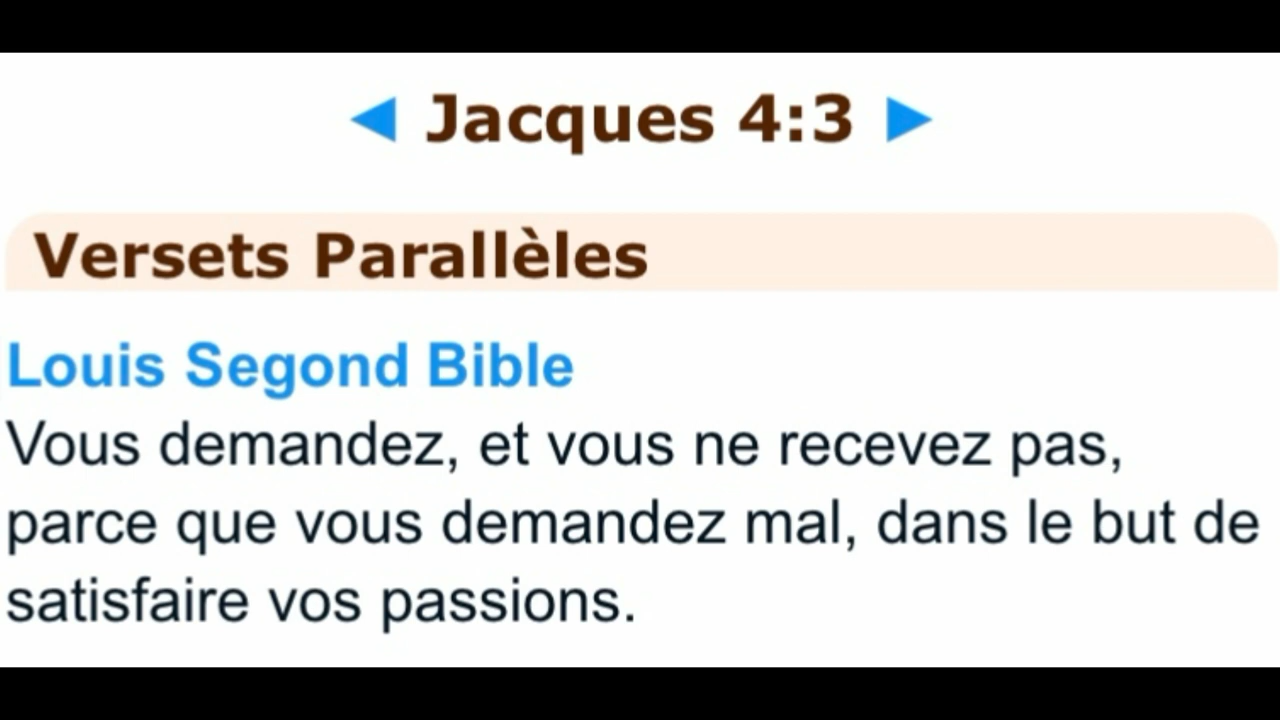 Jacques 4:3
Versets Parallèles
Louis Segond Bible
Vous demandez, et vous ne recevez pas,
parce que vous demandez mal, dans le but de
satisfaire vos passions.